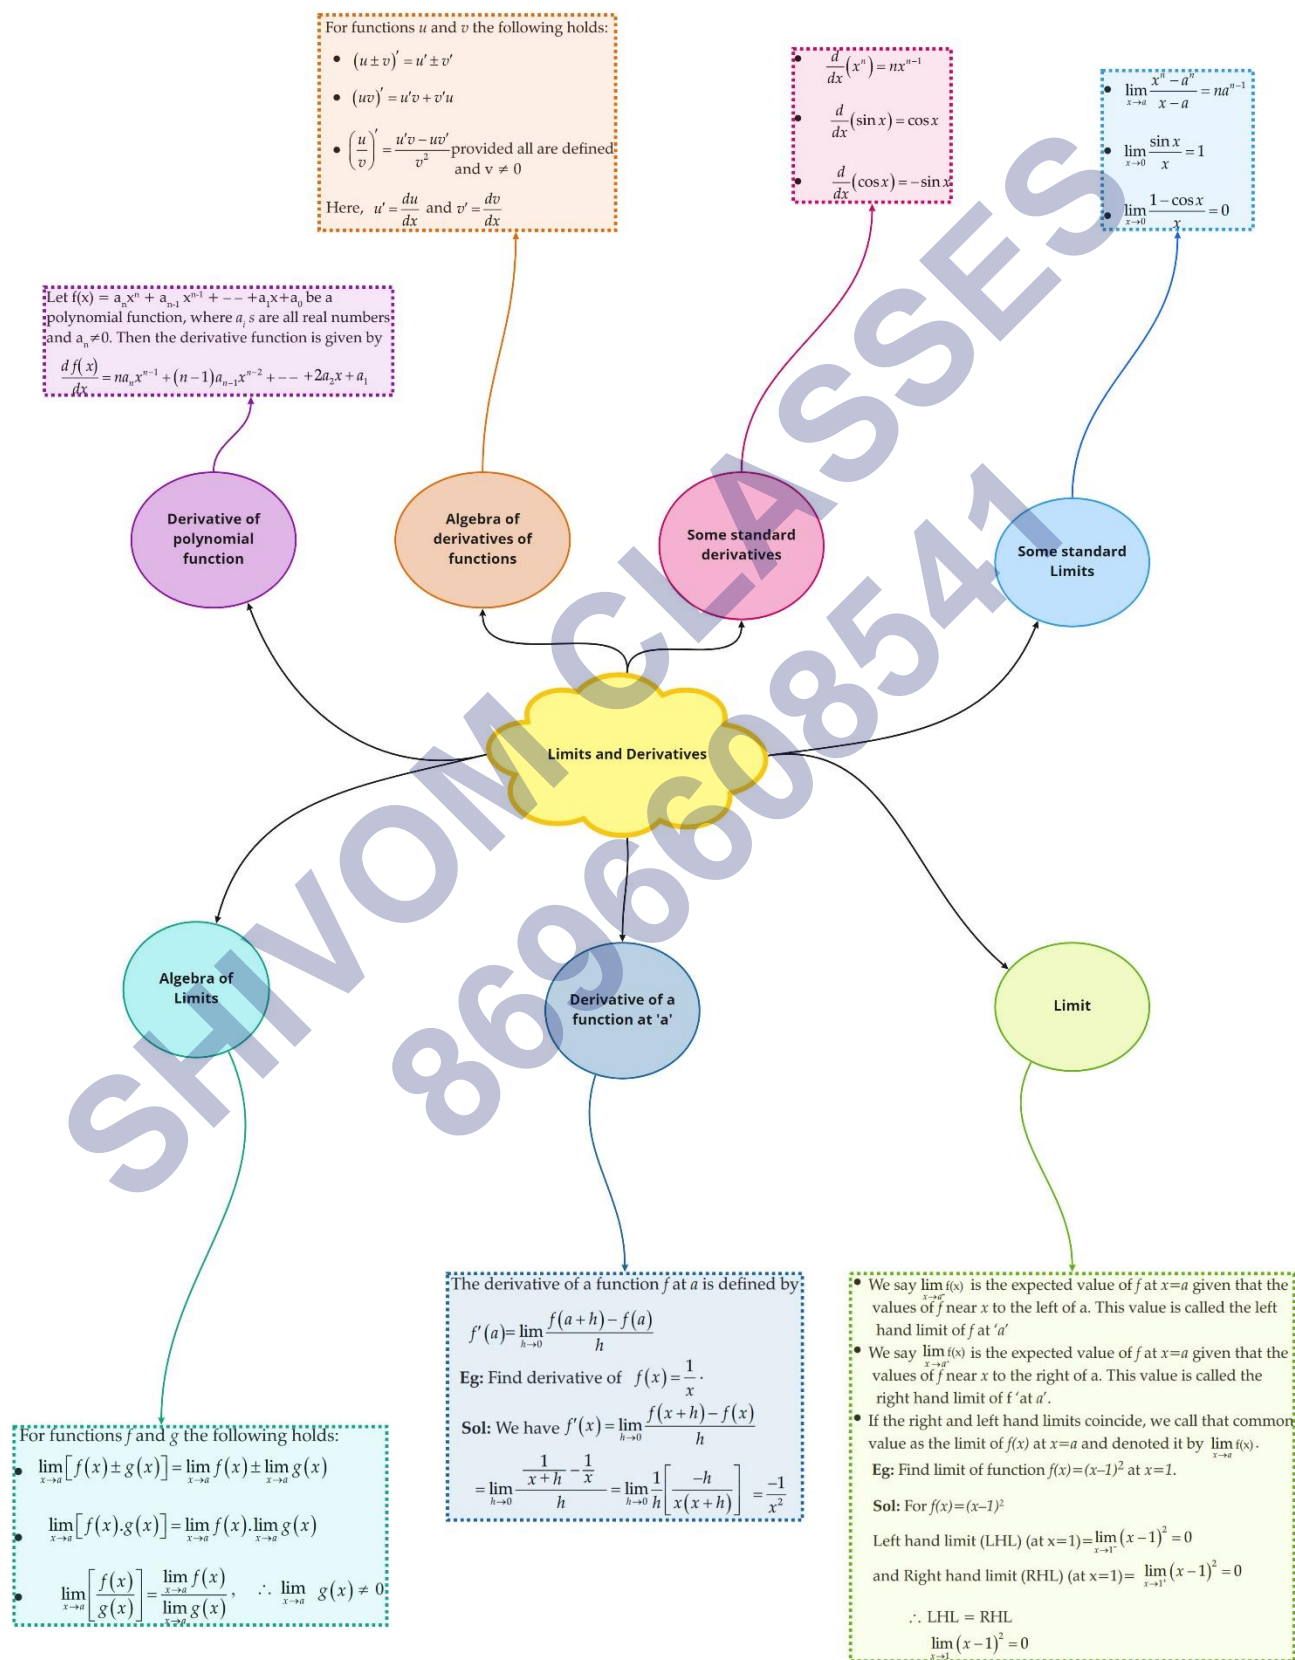 For functions u and v the following holds:
• (u ± v)′ = u′ ± v′
• (uv)′ = u′v + v′u
• (u/v)′ = (u′v − uv′)/v² provided all are defined
and v ≠ 0
Here, u′ = du/dx and v′ = dv/dx
• d/dx (xⁿ) = nxⁿ⁻¹
• d/dx (sin x) = cos x
• d/dx (cos x) = −sin x
• lim x→a (xⁿ − aⁿ)/(x − a) = naⁿ⁻¹
• lim x→0 sin x/x = 1
• lim x→0 (1 − cos x)/x = 0
Let f(x) = aₙxⁿ + aₙ₋₁ xⁿ⁻¹ + – – +a₁x+a₀ be a
polynomial function, where aᵢ s are all real numbers
and aₙ≠0. Then the derivative function is given by
d f(x)/dx = naₙxⁿ⁻¹ + (n−1)aₙ₋₁xⁿ⁻² + – – +2a₂x + a₁
Derivative of
polynomial
function
Algebra of
derivatives of
functions
Some standard
derivatives
Some standard
Limits
Limits and Derivatives
Algebra of
Limits
Derivative of a
function at 'a'
Limit
SHIVOM CLASSES
8696608541
For functions f and g the following holds:
• lim x→a [f(x) ± g(x)] = lim x→a f(x) ± lim x→a g(x)
• lim x→a [f(x).g(x)] = lim x→a f(x). lim x→a g(x)
• lim x→a [f(x)/g(x)] = lim x→a f(x) / lim x→a g(x), ∴ lim x→a g(x) ≠ 0
The derivative of a function f at a is defined by
f′(a) = lim h→0 (f(a+h) − f(a))/h
Eg: Find derivative of f(x) = 1/x.
Sol: We have f′(x) = lim h→0 (f(x+h) − f(x))/h
= lim h→0 (1/(x+h) − 1/x)/h = lim h→0 1/h [−h/(x(x+h))] = −1/x²
• We say lim x→a⁻ f(x) is the expected value of f at x=a given that the
values of f near x to the left of a. This value is called the left
hand limit of f at ‘a’
• We say lim x→a⁺ f(x) is the expected value of f at x=a given that the
values of f near x to the right of a. This value is called the
right hand limit of f ‘at a’.
• If the right and left hand limits coincide, we call that common
value as the limit of f(x) at x=a and denoted it by lim x→a f(x).
Eg: Find limit of function f(x)=(x–1)² at x=1.
Sol: For f(x)=(x–1)²
Left hand limit (LHL) (at x=1)= lim x→1⁻ (x−1)² = 0
and Right hand limit (RHL) (at x=1)= lim x→1⁺ (x−1)² = 0
∴ LHL = RHL
lim x→1 (x−1)² = 0